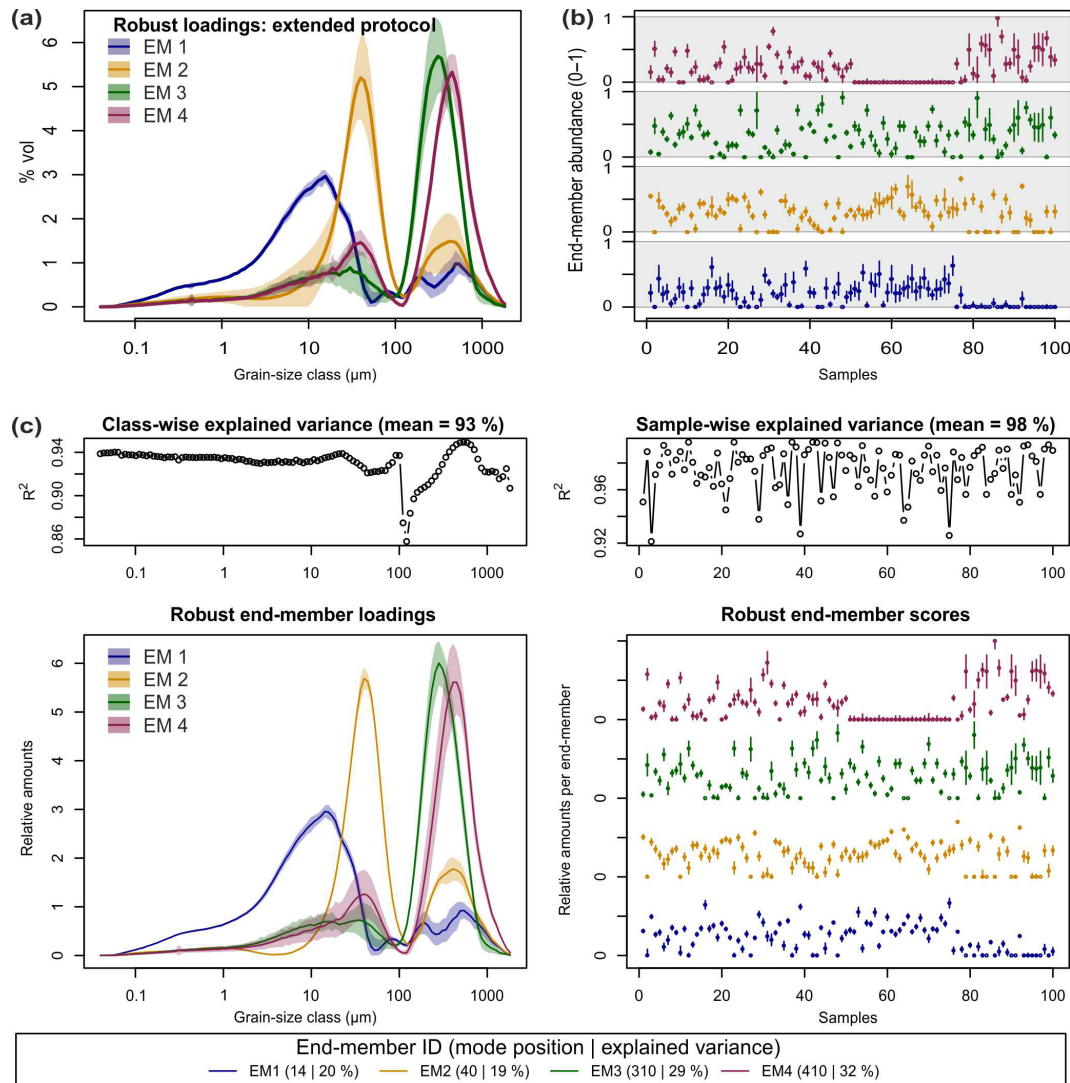 (a)
Robust loadings: extended protocol
EM 1
EM 2
EM 3
EM 4
% vol
0 1 2 3 4 5 6
0.1 1 10 100 1000
Grain-size class (µm)
(b)
End-member abundance (0–1)
1
0
1
0
1
0
1
0
0 20 40 60 80 100
Samples
(c)
Class-wise explained variance (mean = 93 %)
R²
0.86 0.90 0.94
0.1 1 10 100 1000
Sample-wise explained variance (mean = 98 %)
R²
0.92 0.96
0 20 40 60 80 100
Robust end-member loadings
EM 1
EM 2
EM 3
EM 4
Relative amounts
0 1 2 3 4 5 6
0.1 1 10 100 1000
Grain-size class (µm)
Robust end-member scores
Relative amounts per end-member
0
0
0
0
0 20 40 60 80 100
Samples
End-member ID (mode position | explained variance)
EM1 (14 | 20 %) EM2 (40 | 19 %) EM3 (310 | 29 %) EM4 (410 | 32 %)